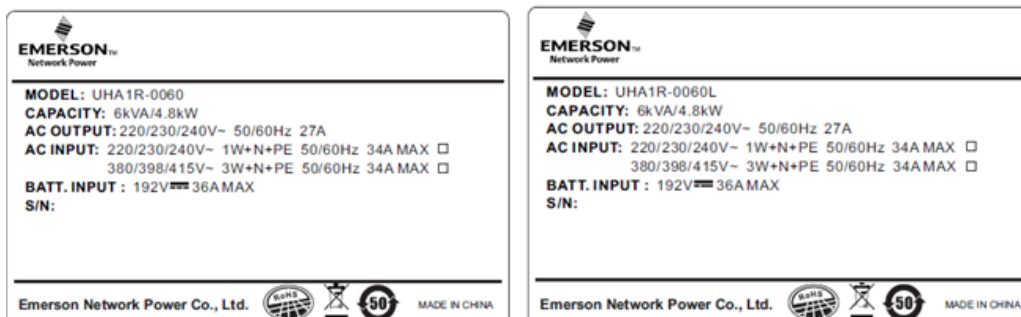 EMERSON™
Network Power
MODEL: UHA1R-0060
CAPACITY: 6kVA/4.8kW
AC OUTPUT: 220/230/240V~ 50/60Hz 27A
AC INPUT: 220/230/240V~ 1W+N+PE 50/60Hz 34A MAX □
380/398/415V~ 3W+N+PE 50/60Hz 34A MAX □
BATT. INPUT : 192V⎓36A MAX
S/N:
Emerson Network Power Co., Ltd.
RoHS
50
MADE IN CHINA
EMERSON™
Network Power
MODEL: UHA1R-0060L
CAPACITY: 6kVA/4.8kW
AC OUTPUT: 220/230/240V~ 50/60Hz 27A
AC INPUT: 220/230/240V~ 1W+N+PE 50/60Hz 34A MAX □
380/398/415V~ 3W+N+PE 50/60Hz 34A MAX □
BATT. INPUT : 192V⎓36A MAX
S/N:
Emerson Network Power Co., Ltd.
RoHS
50
MADE IN CHINA